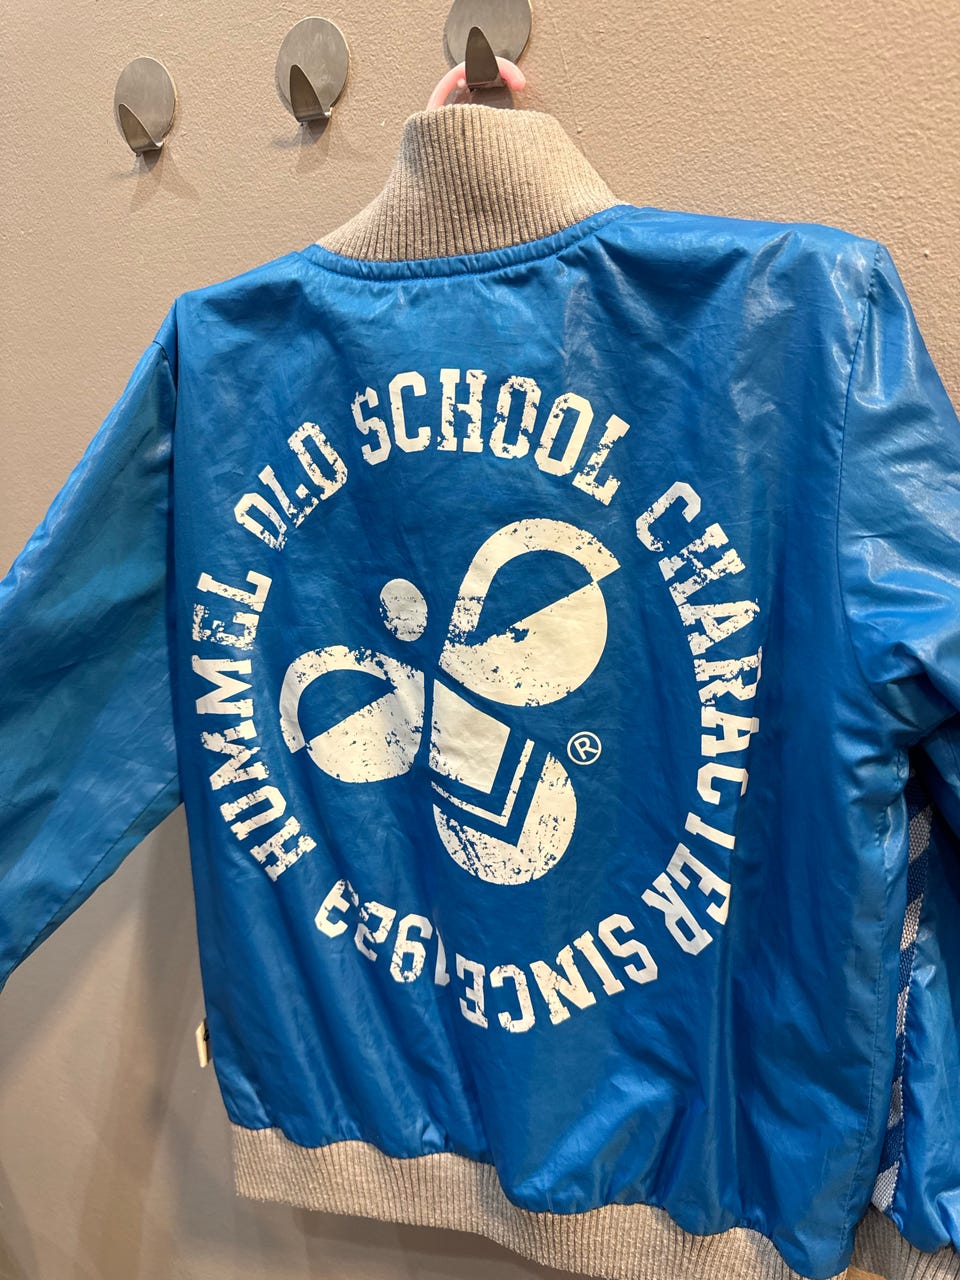 HUMMEL OLD SCHOOL CHARACTER SINCE 1923
®